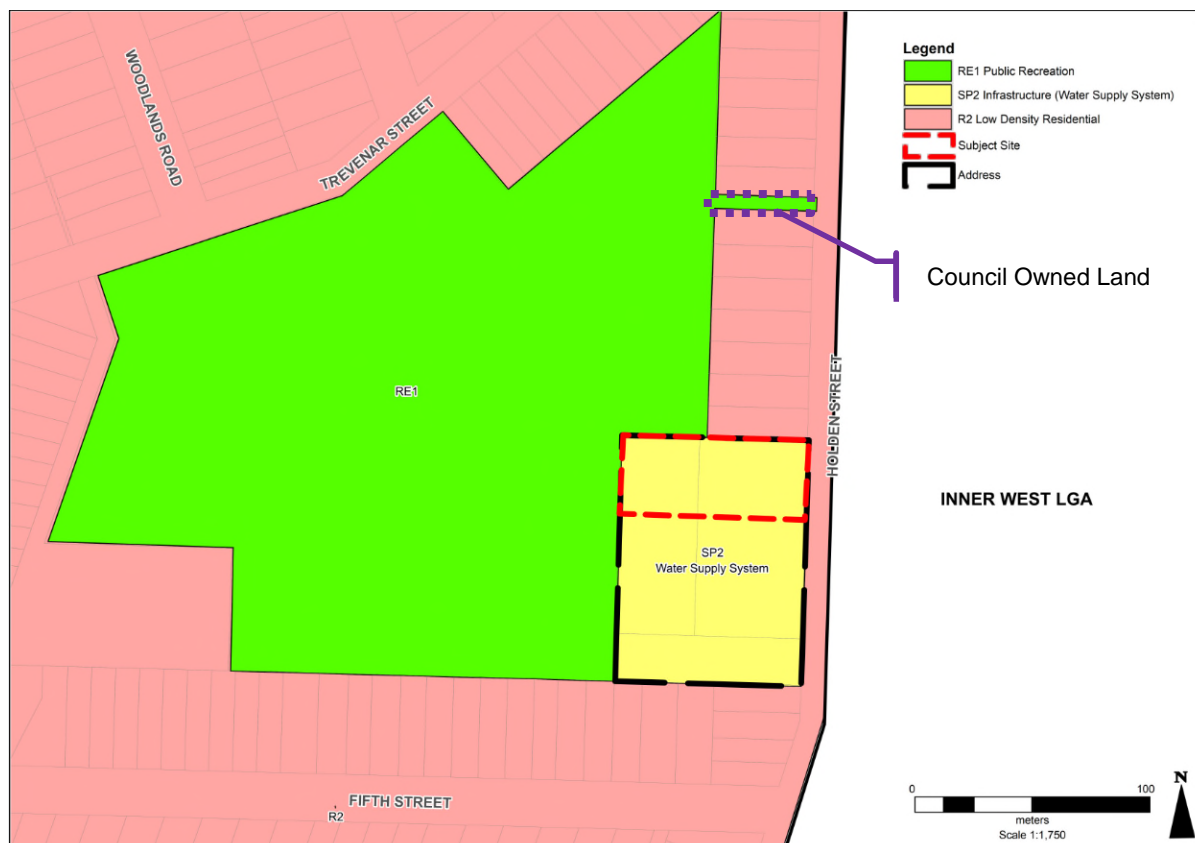 WOODLANDS ROAD
TREVENAR STREET
Legend
RE1 Public Recreation
SP2 Infrastructure (Water Supply System)
R2 Low Density Residential
Subject Site
Address
Council Owned Land
HOLDEN STREET
RE1
INNER WEST LGA
SP2
Water Supply System
FIFTH STREET
R2
0
100
meters
Scale 1:1,750
N